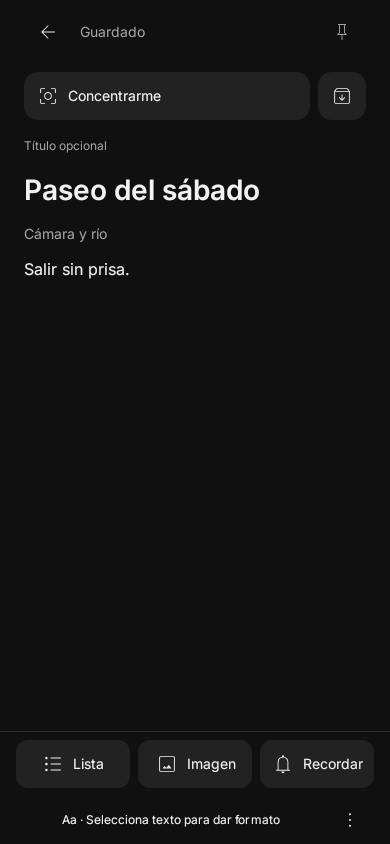 Guardado
Concentrarme
Título opcional
Paseo del sábado
Cámara y río
Salir sin prisa.
Lista
Imagen
Recordar
Aa · Selecciona texto para dar formato